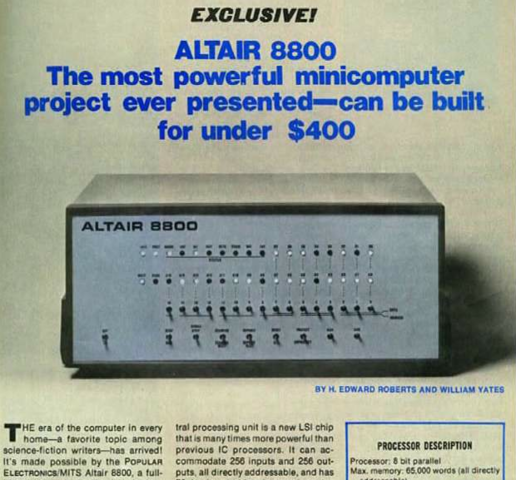 EXCLUSIVE!
ALTAIR 8800
The most powerful minicomputer
project ever presented—can be built
for under $400
ALTAIR 8800
BY H. EDWARD ROBERTS AND WILLIAM YATES
THE era of the computer in every
home—a favorite topic among
science-fiction writers—has arrived!
It's made possible by the POPULAR
ELECTRONICS/MITS Altair 8800, a full-
tral processing unit is a new LSI chip
that is many times more powerful than
previous IC processors. It can ac-
commodate 256 inputs and 256 out-
puts, all directly addressable, and has
PROCESSOR DESCRIPTION
Processor: 8 bit parallel
Max. memory: 65,000 words (all directly